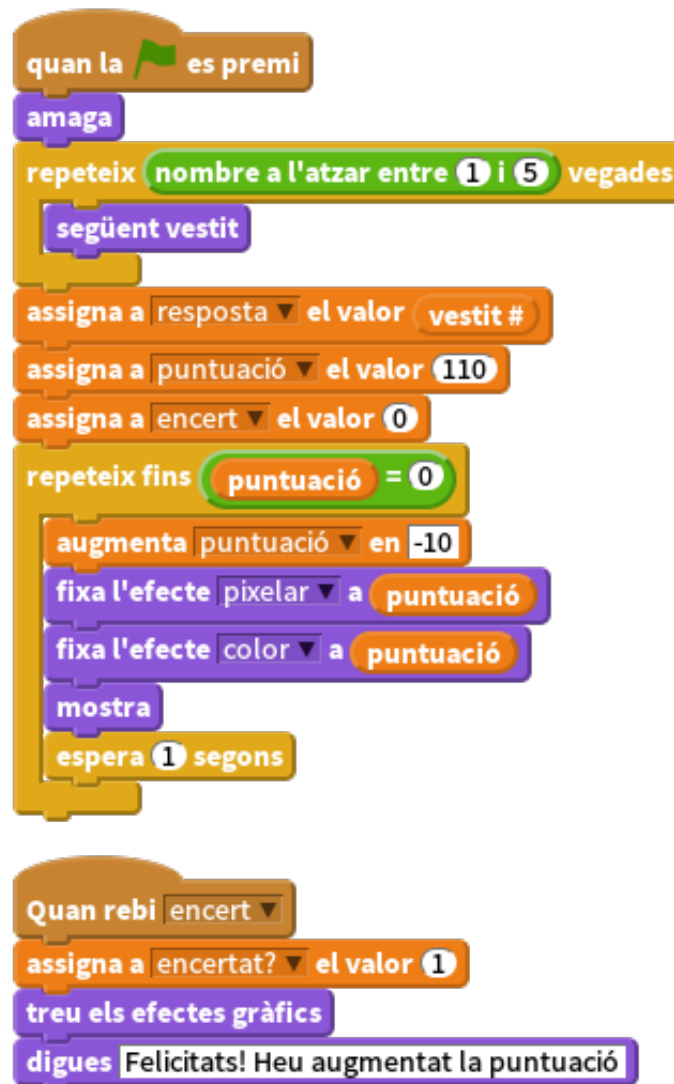 quan la es premi
amaga
repeteix nombre a l'atzar entre 1 i 5 vegades
següent vestit
assigna a resposta el valor vestit #
assigna a puntuació el valor 110
assigna a encert el valor 0
repeteix fins puntuació = 0
augmenta puntuació en -10
fixa l'efecte pixelar a puntuació
fixa l'efecte color a puntuació
mostra
espera 1 segons
Quan rebi encert
assigna a encertat? el valor 1
treu els efectes gràfics
digues Felicitats! Heu augmentat la puntuació